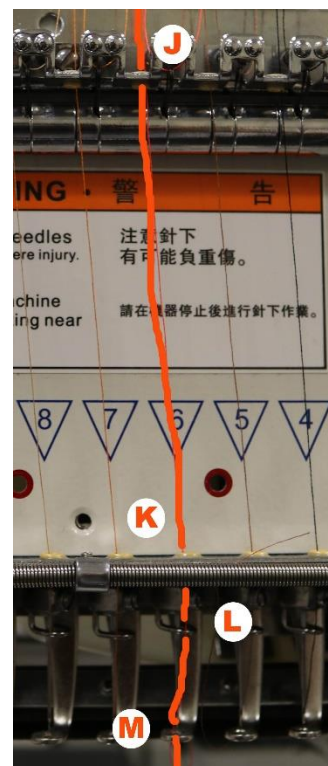 J
ING · 警 告
eedles
ere injury.
注意針下
有可能負重傷。
achine
ing near
請在機器停止後進行針下作業。
8 7 6 5 4
K
L
M